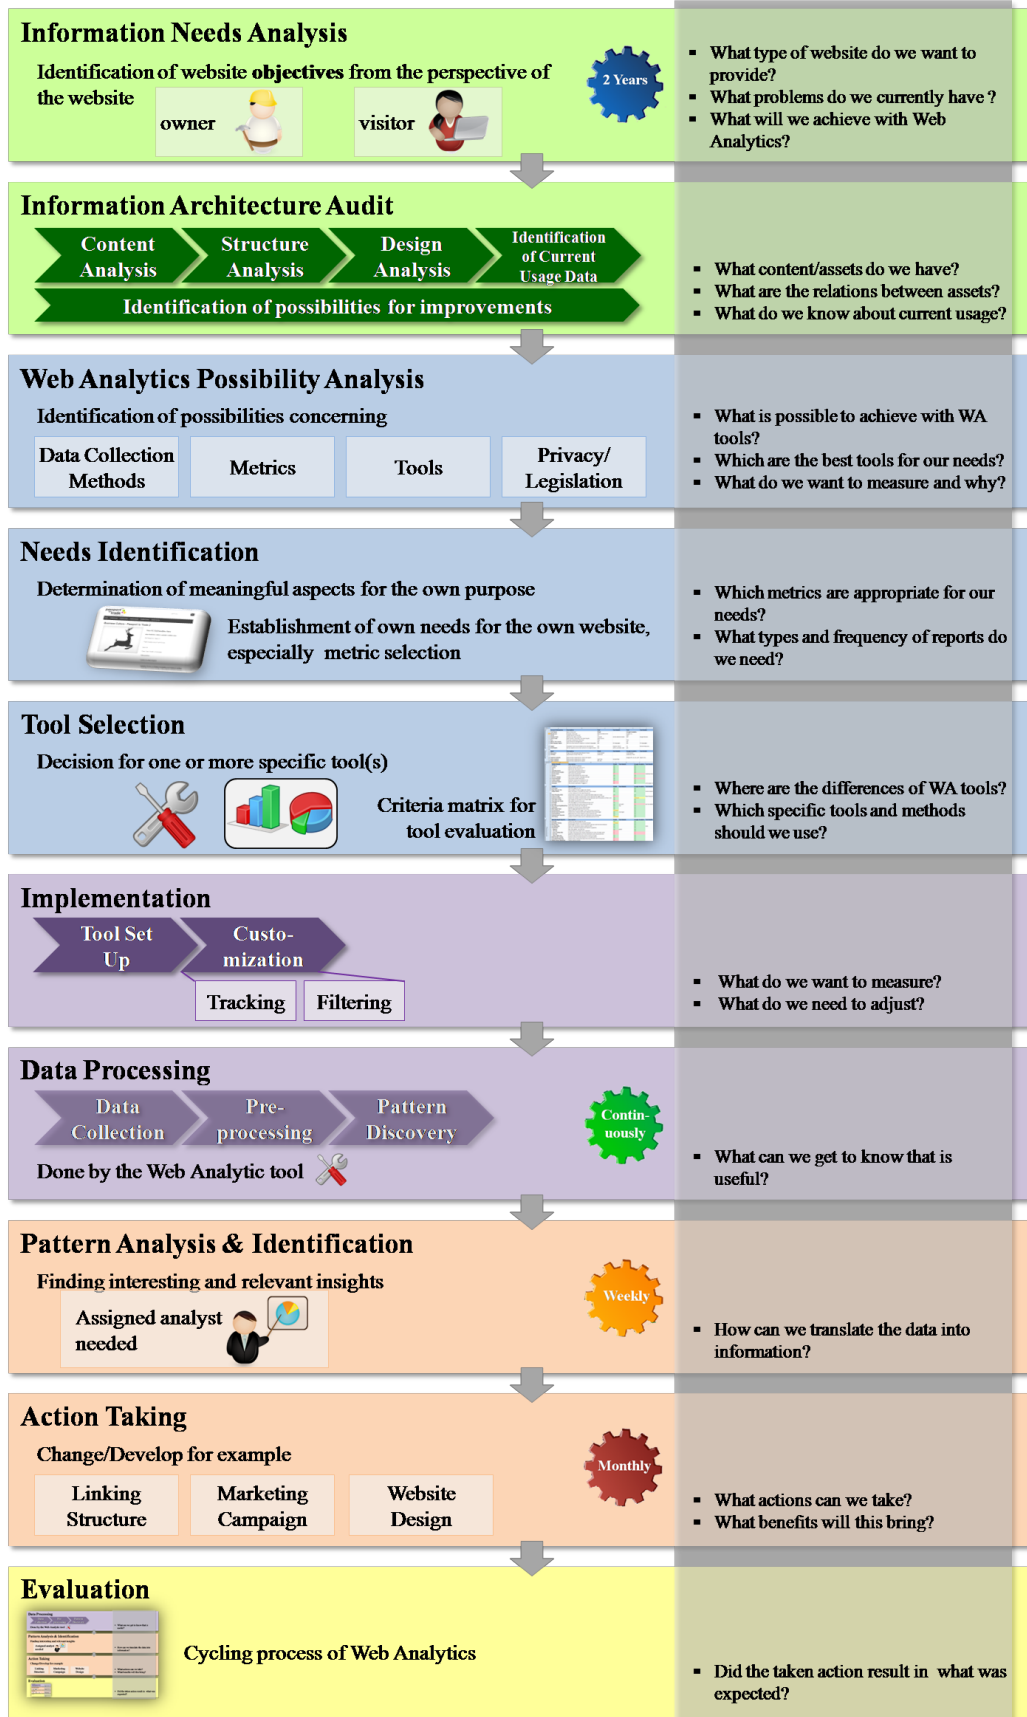 Information Needs Analysis
Identification of website objectives from the perspective of
the website
owner
visitor
2 Years
▪ What type of website do we want to
provide?
▪ What problems do we currently have ?
▪ What will we achieve with Web
Analytics?
Information Architecture Audit
Content
Analysis
Structure
Analysis
Design
Analysis
Identification
of Current
Usage Data
Identification of possibilities for improvements
▪ What content/assets do we have?
▪ What are the relations between assets?
▪ What do we know about current usage?
Web Analytics Possibility Analysis
Identification of possibilities concerning
Data Collection
Methods
Metrics
Tools
Privacy/
Legislation
▪ What is possible to achieve with WA
tools?
▪ Which are the best tools for our needs?
▪ What do we want to measure and why?
Needs Identification
Determination of meaningful aspects for the own purpose
Establishment of own needs for the own website,
especially metric selection
▪ Which metrics are appropriate for our
needs?
▪ What types and frequency of reports do
we need?
Tool Selection
Decision for one or more specific tool(s)
Criteria matrix for
tool evaluation
▪ Where are the differences of WA tools?
▪ Which specific tools and methods
should we use?
Implementation
Tool Set
Up
Custo-
mization
Tracking
Filtering
▪ What do we want to measure?
▪ What do we need to adjust?
Data Processing
Data
Collection
Pre-
processing
Pattern
Discovery
Done by the Web Analytic tool
Contin-
uously
▪ What can we get to know that is
useful?
Pattern Analysis & Identification
Finding interesting and relevant insights
Assigned analyst
needed
Weekly
▪ How can we translate the data into
information?
Action Taking
Change/Develop for example
Linking
Structure
Marketing
Campaign
Website
Design
Monthly
▪ What actions can we take?
▪ What benefits will this bring?
Evaluation
Data Processing
Pattern Analysis & Identification
Action Taking
Evaluation
Cycling process of Web Analytics
▪ Did the taken action result in what was
expected?